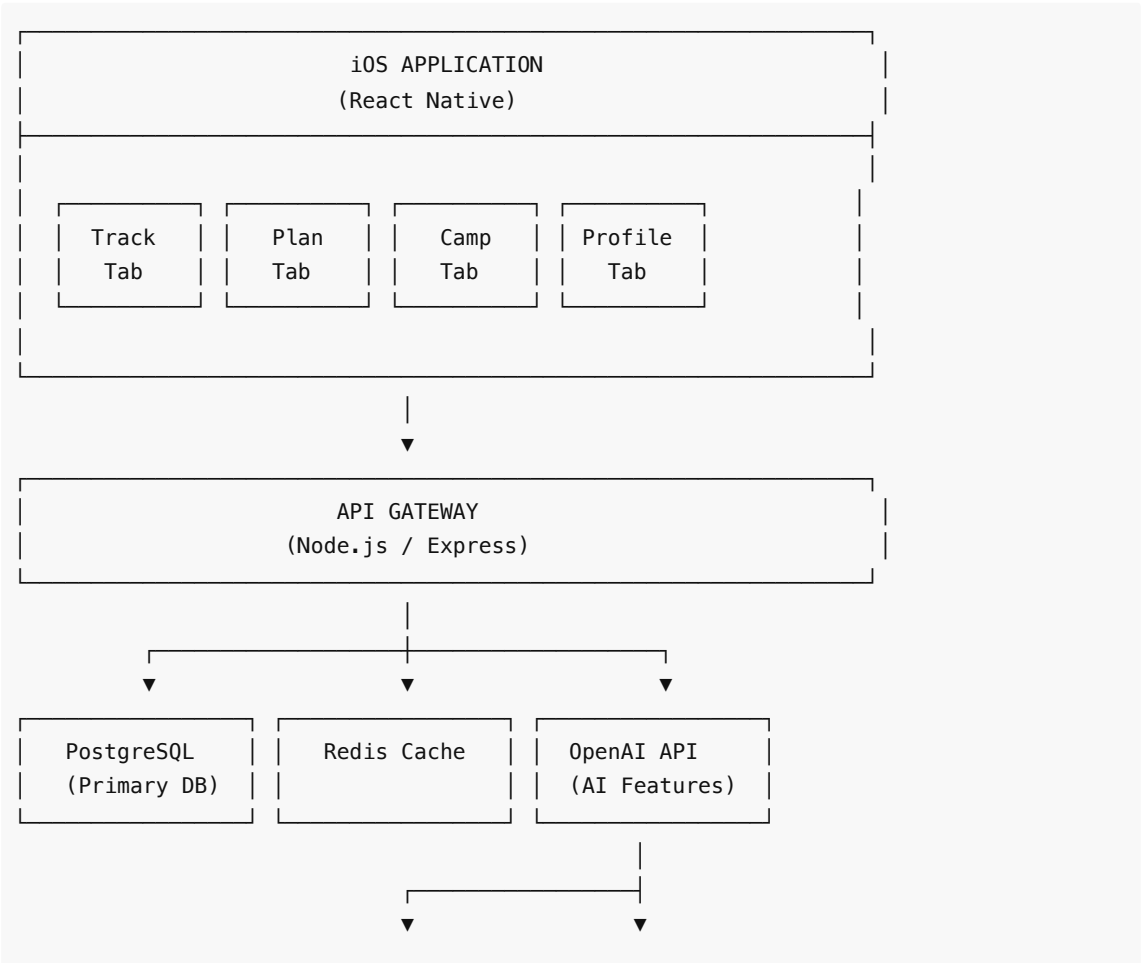 iOS APPLICATION
(React Native)
Track Plan Camp Profile
Tab Tab Tab Tab
API GATEWAY
(Node.js / Express)
PostgreSQL Redis Cache OpenAI API
(Primary DB) (AI Features)